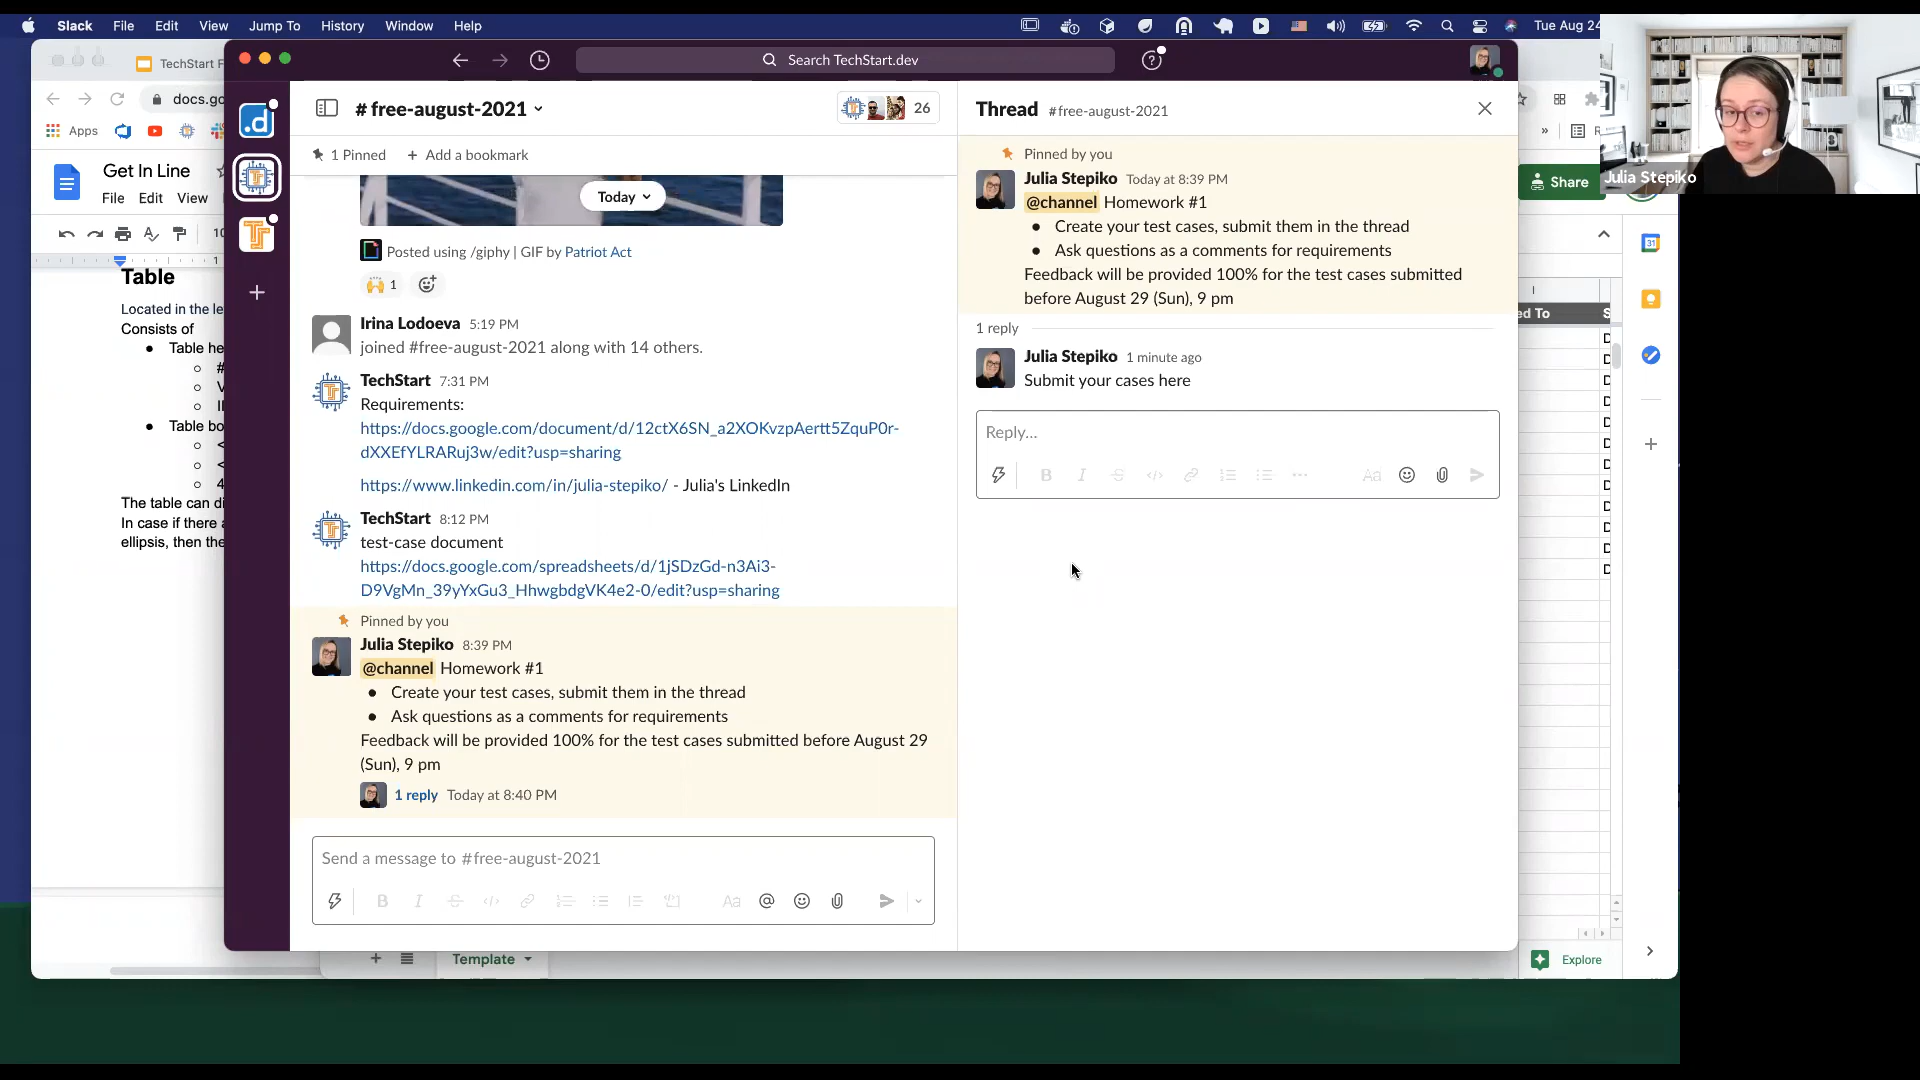 Slack File Edit View Jump To History Window Help
Tue Aug 24
TechStart F
docs.go
Apps
Get In Line
File Edit View
Share
Table
Located in the le
Consists of
Table he
#
V
Table bo
<
<
4
The table can di
In case if there a
ellipsis, then the
Search TechStart.dev
# free-august-2021
26
1 Pinned
+ Add a bookmark
Today
Posted using /giphy | GIF by Patriot Act
1
Irina Lodoeva 5:19 PM
joined #free-august-2021 along with 14 others.
TechStart 7:31 PM
Requirements:
https://docs.google.com/document/d/12ctX6SN_a2XOKvzpAertt5ZquP0r-
dXXEfYLRARuj3w/edit?usp=sharing
https://www.linkedin.com/in/julia-stepiko/ - Julia's LinkedIn
TechStart 8:12 PM
test-case document
https://docs.google.com/spreadsheets/d/1jSDzGd-n3Ai3-
D9VgMn_39yYxGu3_HhwgbdgVK4e2-0/edit?usp=sharing
Pinned by you
Julia Stepiko 8:39 PM
@channel Homework #1
• Create your test cases, submit them in the thread
• Ask questions as a comments for requirements
Feedback will be provided 100% for the test cases submitted before August 29
(Sun), 9 pm
1 reply Today at 8:40 PM
Send a message to #free-august-2021
Thread #free-august-2021
Pinned by you
Julia Stepiko Today at 8:39 PM
@channel Homework #1
• Create your test cases, submit them in the thread
• Ask questions as a comments for requirements
Feedback will be provided 100% for the test cases submitted
before August 29 (Sun), 9 pm
1 reply
Julia Stepiko 1 minute ago
Submit your cases here
Reply...
I
ed To
Template
Explore
Julia Stepiko